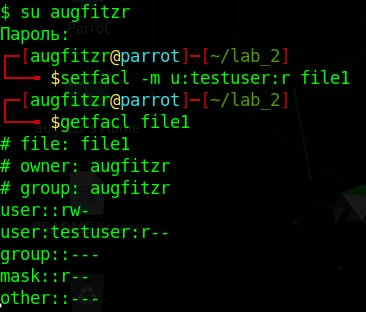 $ su augfitzr
Пароль:
┌─[augfitzr@parrot]─[~/lab_2]
└──╼ $setfacl -m u:testuser:r file1
┌─[augfitzr@parrot]─[~/lab_2]
└──╼ $getfacl file1
# file: file1
# owner: augfitzr
# group: augfitzr
user::rw-
user:testuser:r--
group::---
mask::r--
other::---